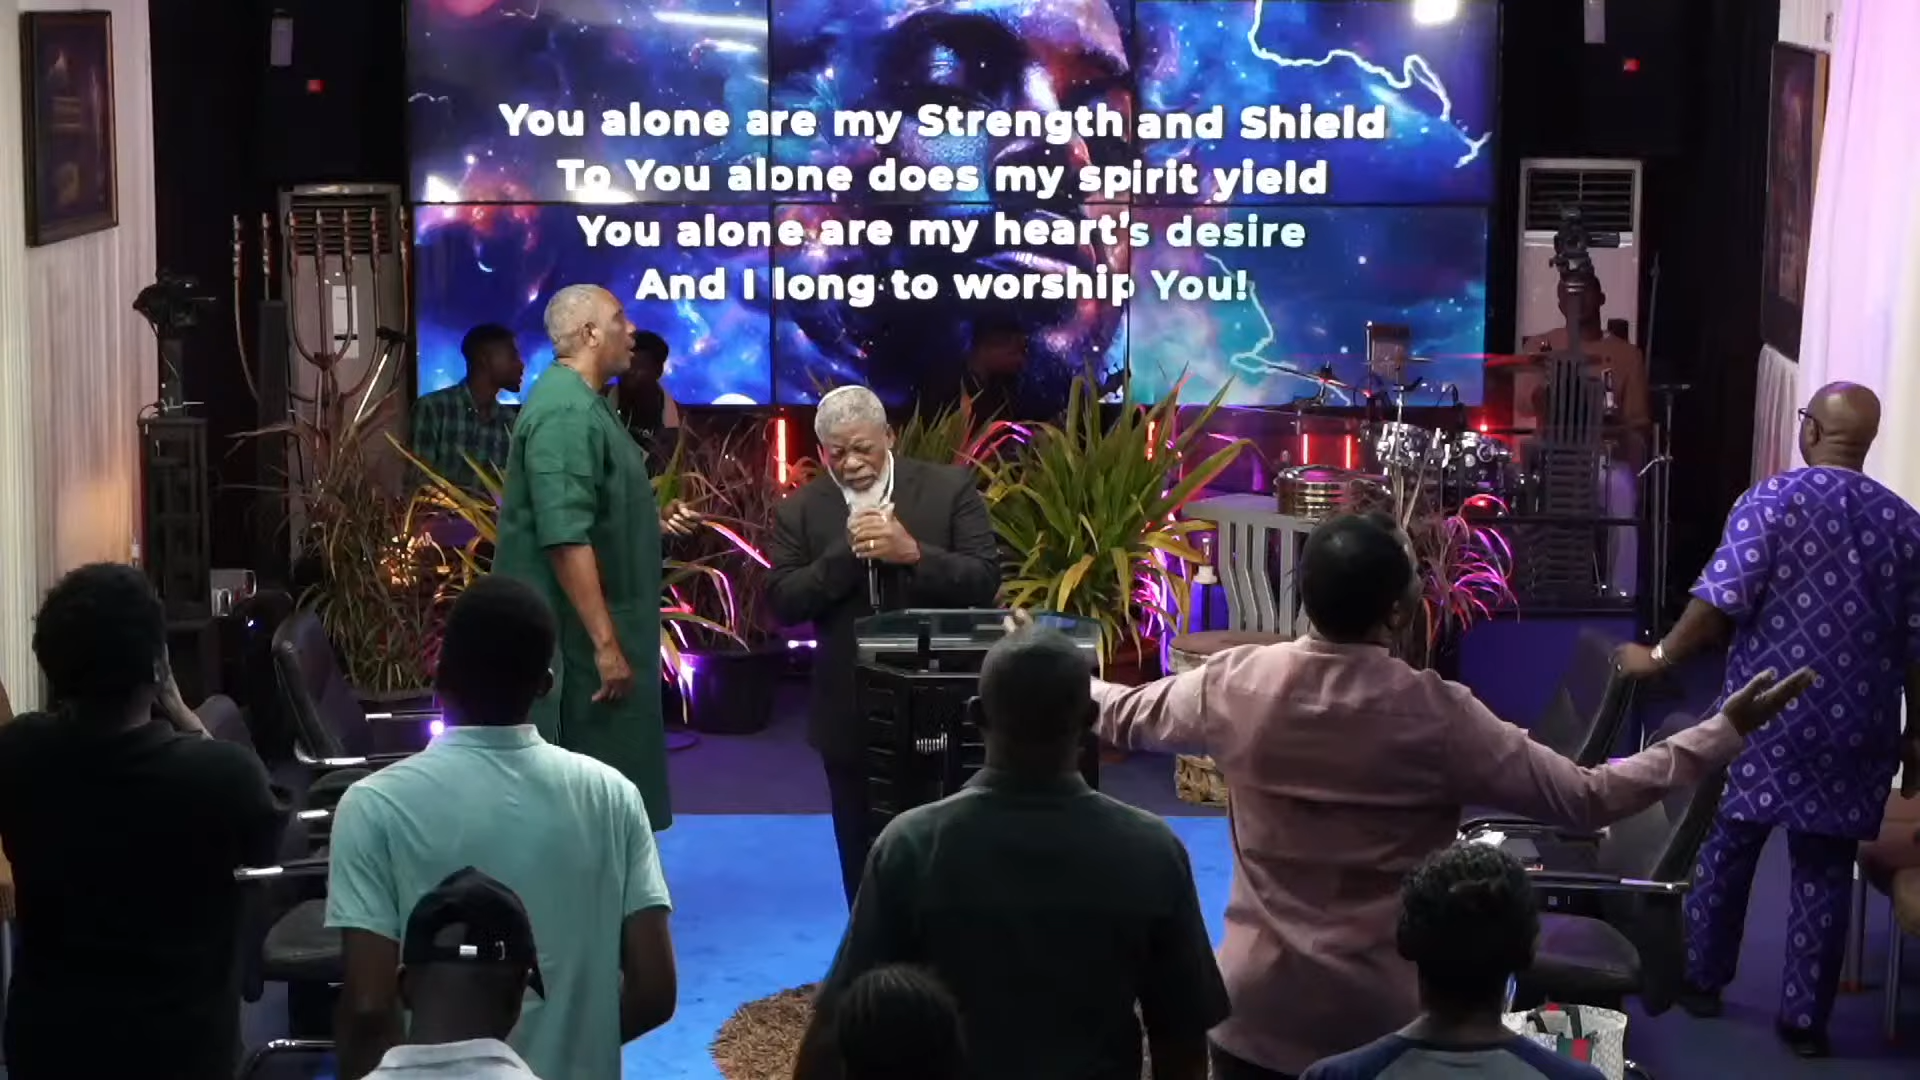 You alone are my Strength and Shield
To You alone does my spirit yield
You alone are my heart's desire
And I long to worship You!